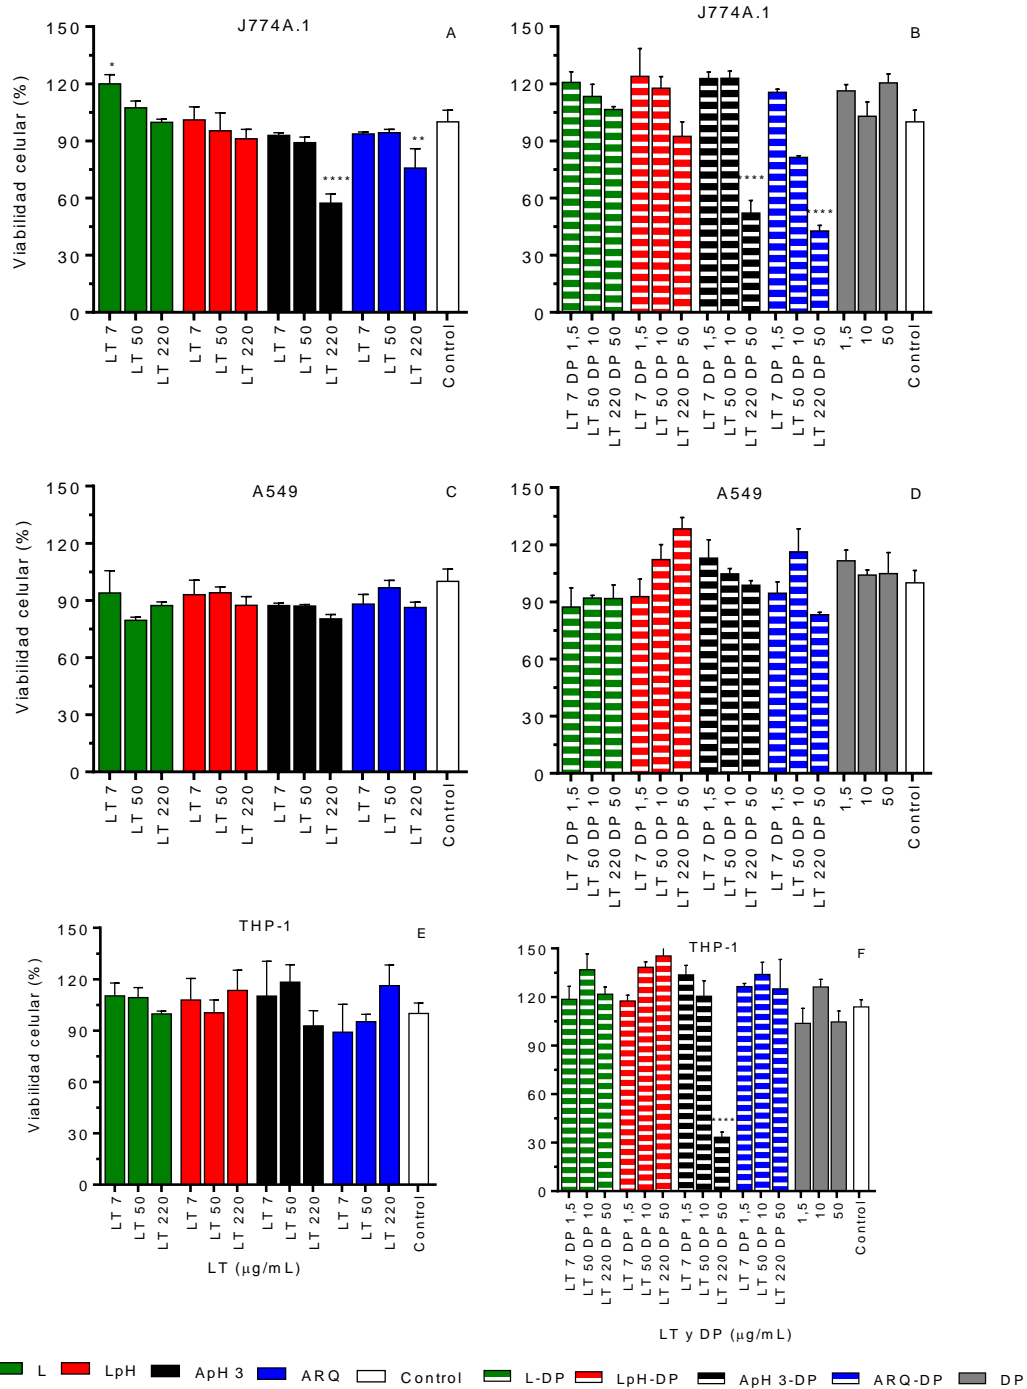 J774A.1
A
Viabilidad celular (%)
150
120
90
60
30
0
*
****
**
LT 7
LT 50
LT 220
LT 7
LT 50
LT 220
LT 7
LT 50
LT 220
LT 7
LT 50
LT 220
Control
J774A.1
B
150
120
90
60
30
0
****
****
LT 7 DP 1,5
LT 50 DP 10
LT 220 DP 50
LT 7 DP 1,5
LT 50 DP 10
LT 220 DP 50
LT 7 DP 1,5
LT 50 DP 10
LT 220 DP 50
LT 7 DP 1,5
LT 50 DP 10
LT 220 DP 50
1,5
10
50
Control
A549
C
Viabilidad celular (%)
150
120
90
60
30
0
LT 7
LT 50
LT 220
LT 7
LT 50
LT 220
LT 7
LT 50
LT 220
LT 7
LT 50
LT 220
Control
A549
D
150
120
90
60
30
0
LT 7 DP 1,5
LT 50 DP 10
LT 220 DP 50
LT 7 DP 1,5
LT 50 DP 10
LT 220 DP 50
LT 7 DP 1,5
LT 50 DP 10
LT 220 DP 50
LT 7 DP 1,5
LT 50 DP 10
LT 220 DP 50
1,5
10
50
Control
THP-1
E
Viabilidad celular (%)
150
120
90
60
30
0
LT 7
LT 50
LT 220
LT 7
LT 50
LT 220
LT 7
LT 50
LT 220
LT 7
LT 50
LT 220
Control
LT (µg/mL)
THP-1
F
150
120
90
60
30
0
****
LT 7 DP 1,5
LT 50 DP 10
LT 220 DP 50
LT 7 DP 1,5
LT 50 DP 10
LT 220 DP 50
LT 7 DP 1,5
LT 50 DP 10
LT 220 DP 50
LT 7 DP 1,5
LT 50 DP 10
LT 220 DP 50
1,5
10
50
Control
LT y DP (µg/mL)
L LpH ApH 3 ARQ Control L-DP LpH-DP ApH 3-DP ARQ-DP DP